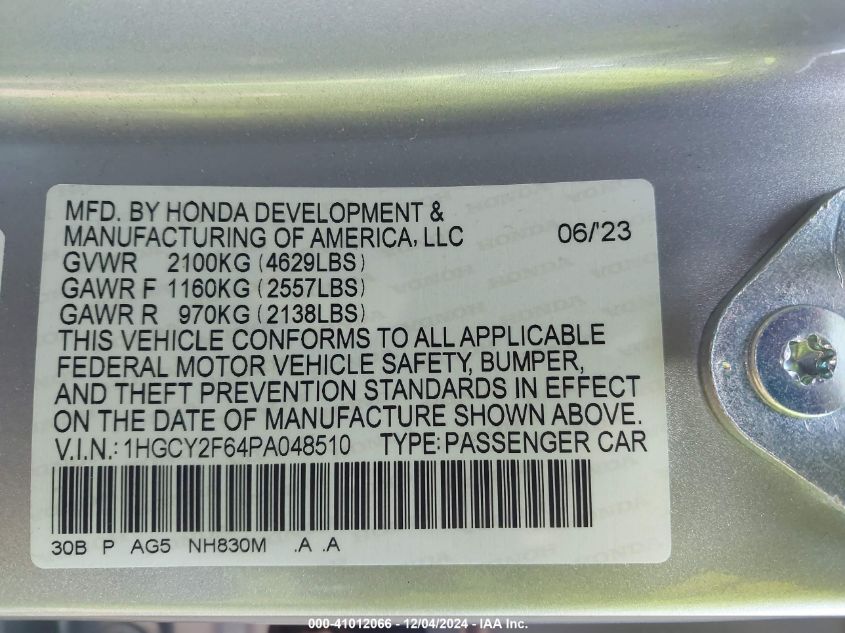 MFD. BY HONDA DEVELOPMENT &
MANUFACTURING OF AMERICA, LLC 06/'23
GVWR 2100KG (4629LBS)
GAWR F 1160KG (2557LBS)
GAWR R 970KG (2138LBS)
THIS VEHICLE CONFORMS TO ALL APPLICABLE
FEDERAL MOTOR VEHICLE SAFETY, BUMPER,
AND THEFT PREVENTION STANDARDS IN EFFECT
ON THE DATE OF MANUFACTURE SHOWN ABOVE.
V.I.N.: 1HGCY2F64PA048510 TYPE: PASSENGER CAR
30B P AG5 NH830M .A .A
000-41012066 - 12/04/2024 - IAA Inc.